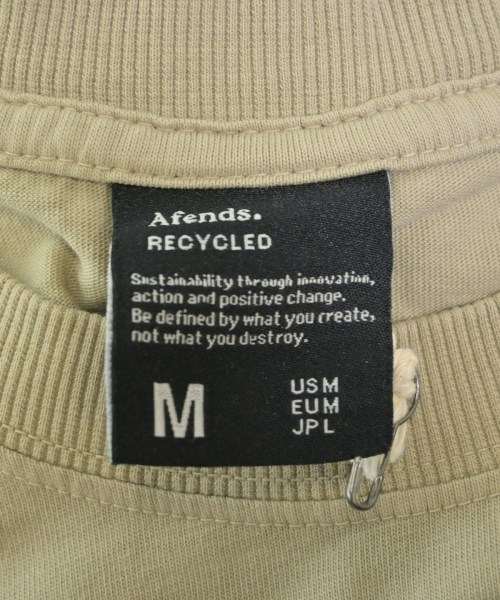 Afends.
RECYCLED
Sustainability through innovation,
action and positive change.
Be defined by what you create,
not what you destroy.
M
US M
EU M
JP L